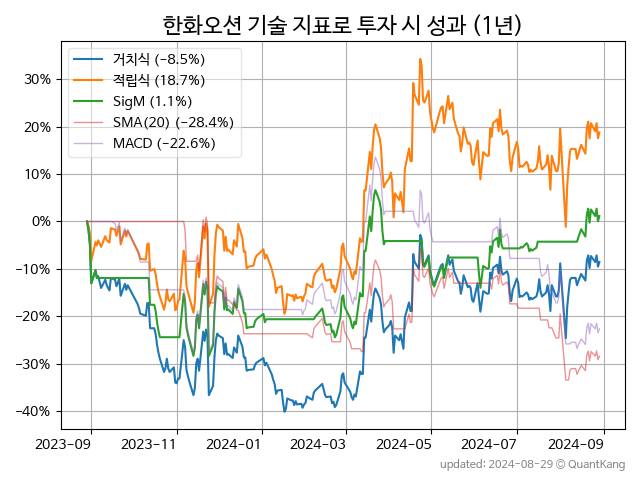 한화오션 기술 지표로 투자 시 성과 (1년)
거치식 (−8.5%)
적립식 (18.7%)
SigM (1.1%)
SMA(20) (−28.4%)
MACD (−22.6%)
30%
20%
10%
0%
−10%
−20%
−30%
−40%
2023-09 2023-11 2024-01 2024-03 2024-05 2024-07 2024-09
updated: 2024-08-29 © QuantKang